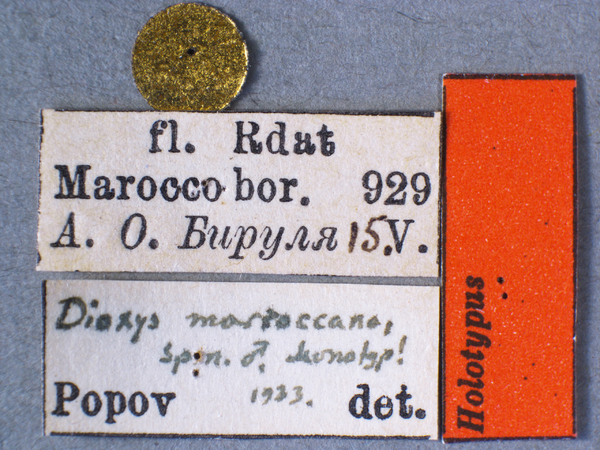 fl. Rdat
Marocco bor. 929
А. О. Бируля 15.V.
Dioxys maroccana,
sp. n. ♂ Monotyp!
1933.
Popov det.
Holotypus